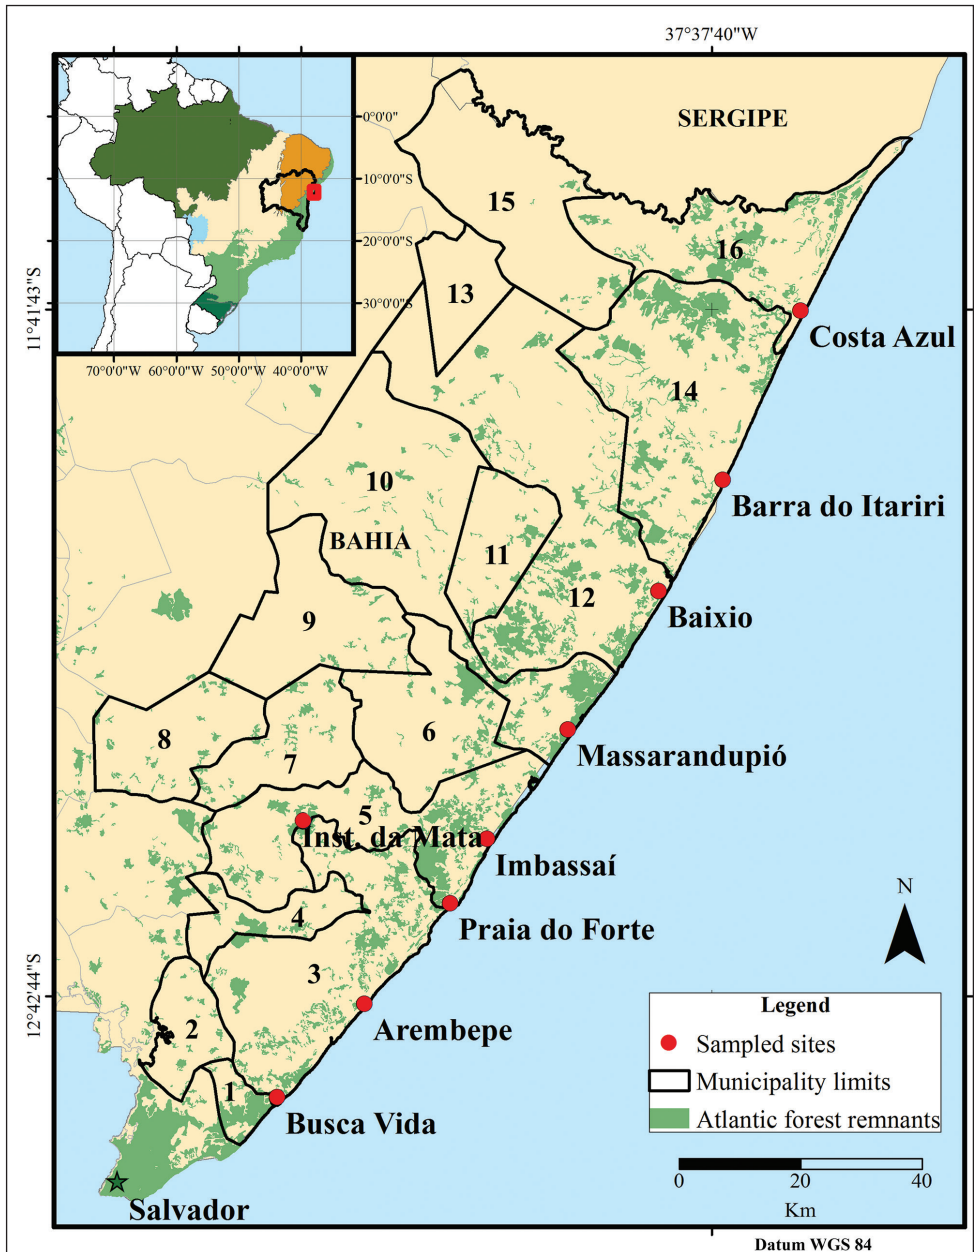 37°37'40"W
SERGIPE
0°0'0"
10°0'0"S
20°0'0"S
30°0'0"S
70°0'0"W 60°0'0"W 50°0'0"W 40°0'0"W
11°41'43"S
15
16
13
Costa Azul
14
10
Barra do Itariri
BAHIA
11
12
Baixio
9
6
8
7
Massarandupió
5
Inst. da Mata
Imbassaí
4
Praia do Forte
N
3
12°42'44"S
Arembepe
2
1
Busca Vida
Salvador
Legend
Sampled sites
Municipality limits
Atlantic forest remnants
0 20 40
Km
Datum WGS 84